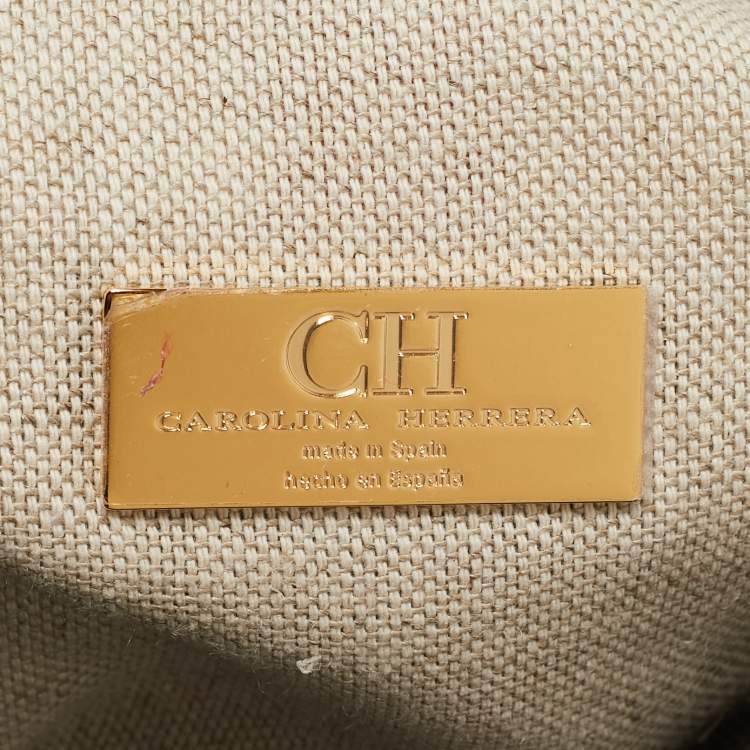 CH
CAROLINA HERRERA
made in Spain
hecho en España